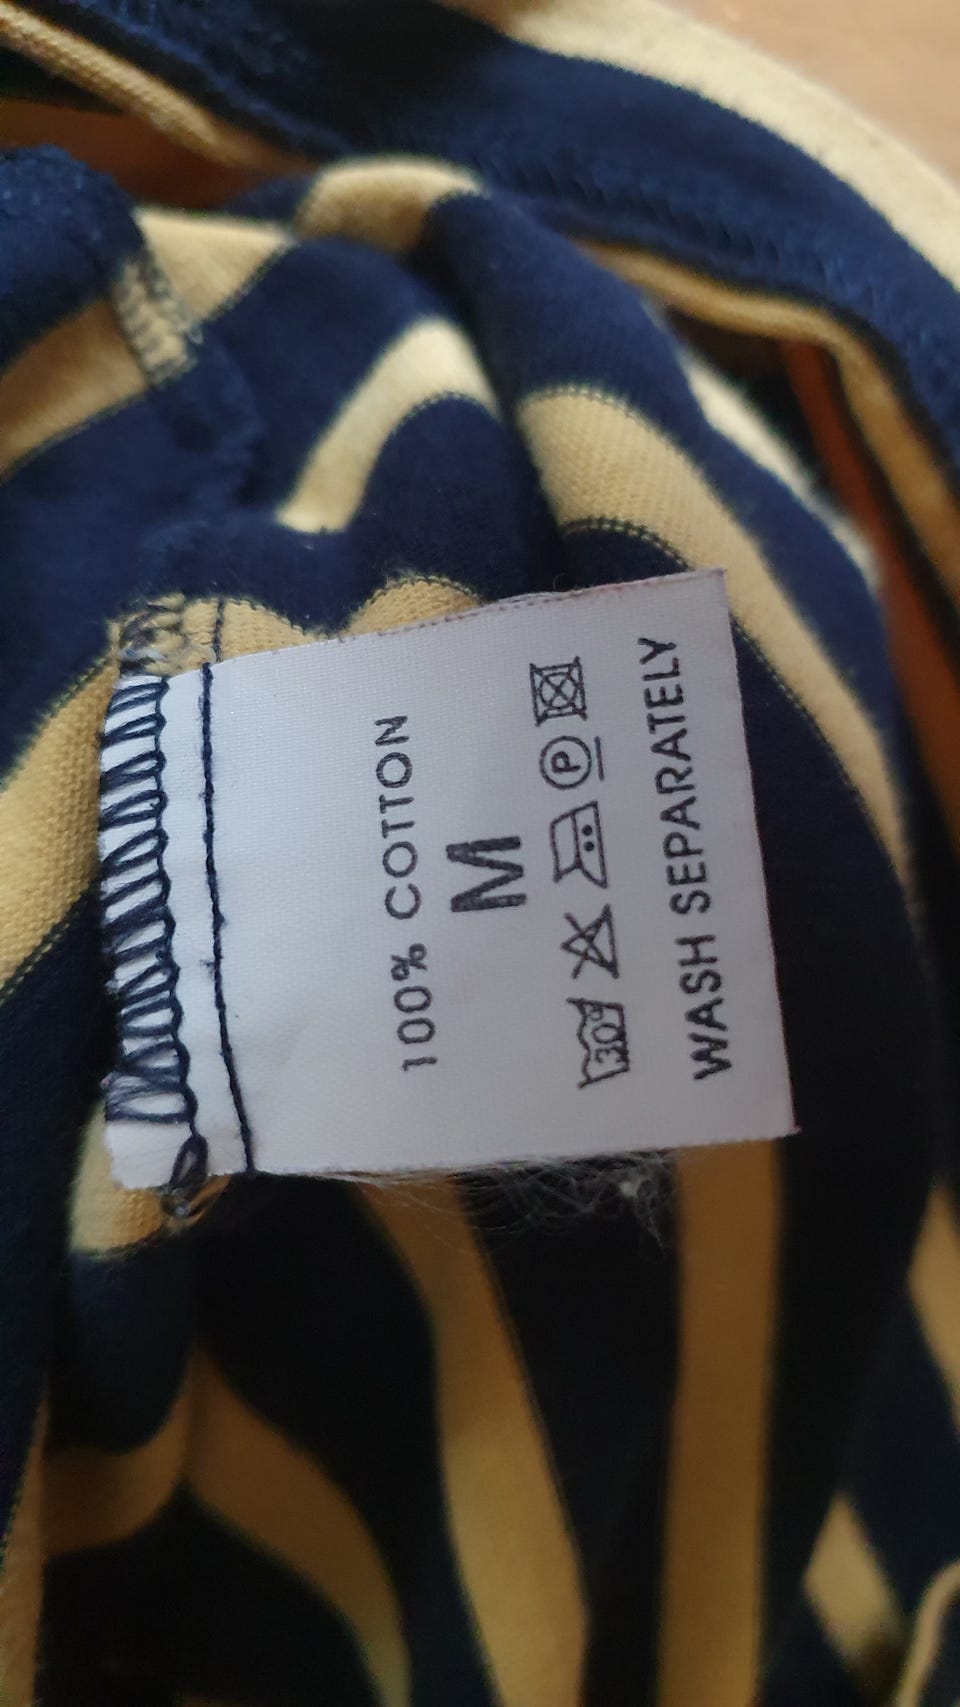 100% COTTON
M
30° P
WASH SEPARATELY